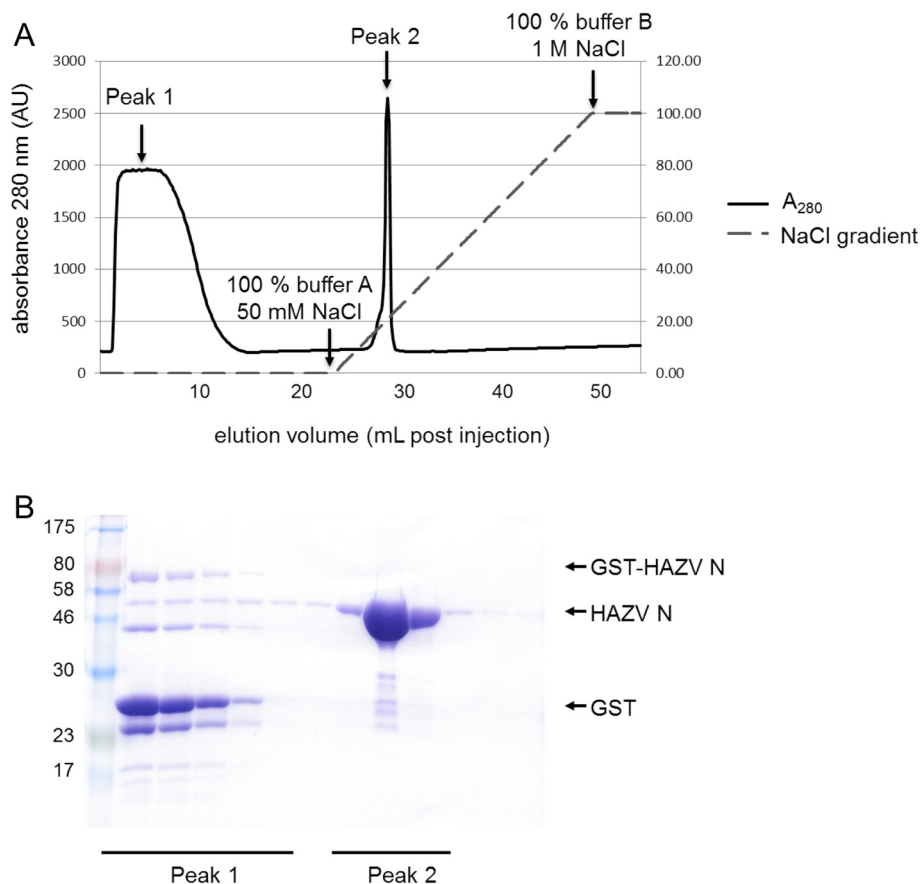 A
Peak 1
Peak 2
100 % buffer B
1 M NaCl
100 % buffer A
50 mM NaCl
absorbance 280 nm (AU)
3000
2500
2000
1500
1000
500
0
120.00
100.00
80.00
60.00
40.00
20.00
0.00
10
20
30
40
50
elution volume (mL post injection)
A280
NaCl gradient
B
175
80
58
46
30
23
17
GST-HAZV N
HAZV N
GST
Peak 1
Peak 2